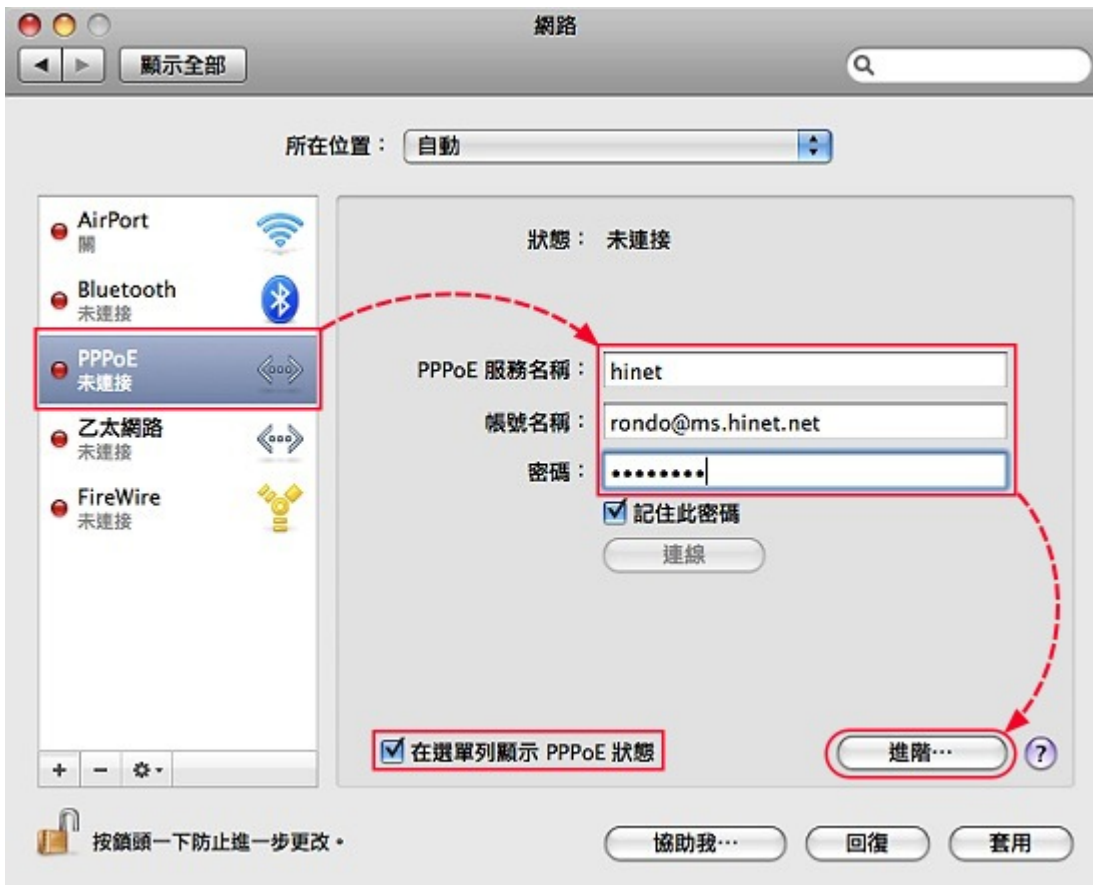 網路
顯示全部
所在位置： 自動
AirPort
關
Bluetooth
未連接
PPPoE
未連接
乙太網路
未連接
FireWire
未連接
狀態： 未連接
PPPoE 服務名稱： hinet
帳號名稱： rondo@ms.hinet.net
密碼： ••••••••
記住此密碼
連線
在選單列顯示 PPPoE 狀態
進階… ?
按鎖頭一下防止進一步更改。
協助我… 回復 套用